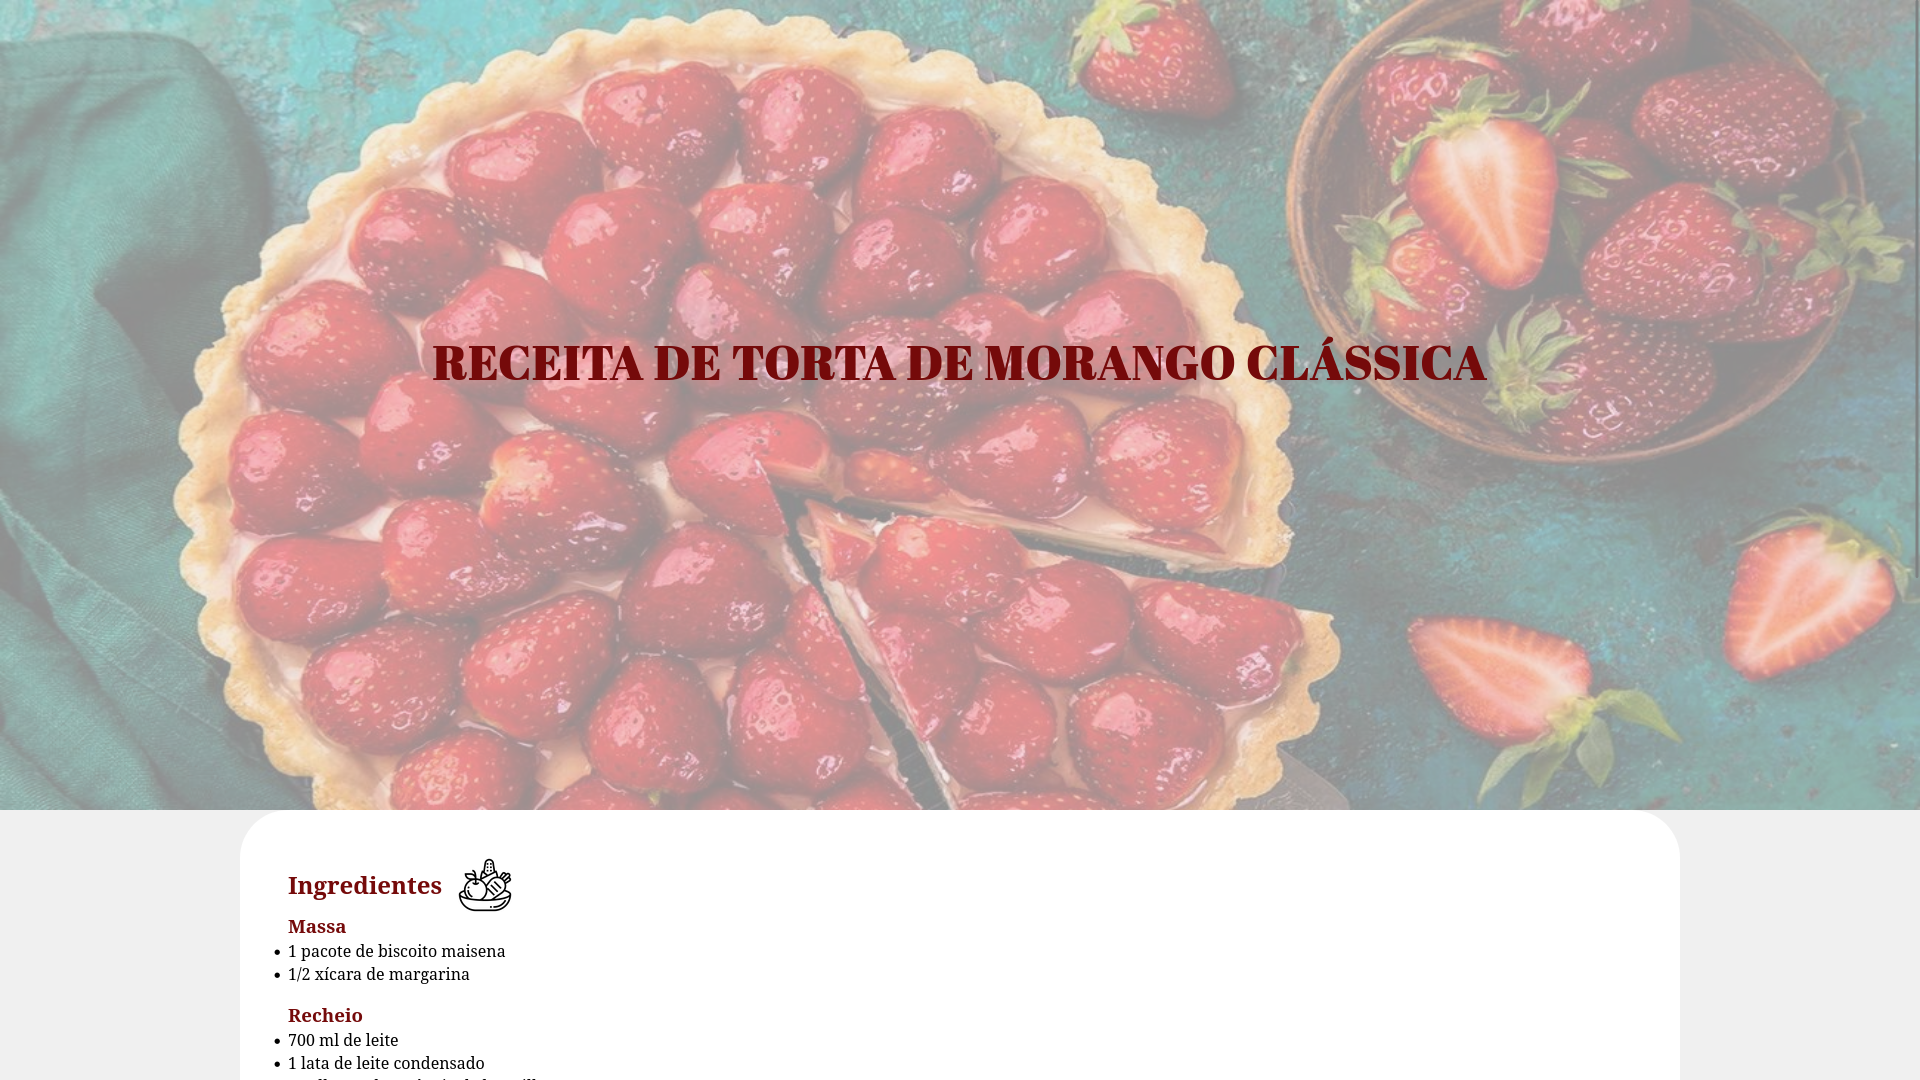 RECEITA DE TORTA DE MORANGO CLÁSSICA
Ingredientes
Massa
1 pacote de biscoito maisena
1/2 xícara de margarina
Recheio
700 ml de leite
1 lata de leite condensado